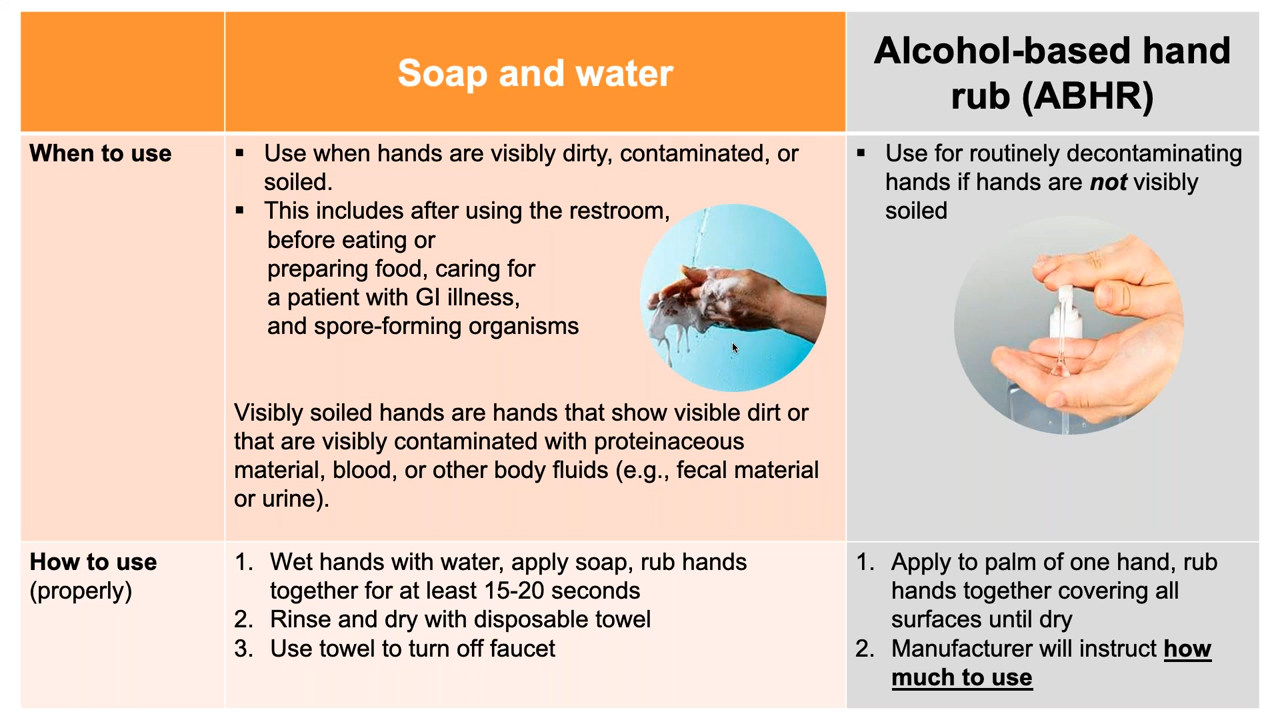 Soap and water
Alcohol-based hand
rub (ABHR)
When to use
▪ Use when hands are visibly dirty, contaminated, or
soiled.
▪ This includes after using the restroom,
before eating or
preparing food, caring for
a patient with GI illness,
and spore-forming organisms
Visibly soiled hands are hands that show visible dirt or
that are visibly contaminated with proteinaceous
material, blood, or other body fluids (e.g., fecal material
or urine).
▪ Use for routinely decontaminating
hands if hands are not visibly
soiled
How to use
(properly)
1. Wet hands with water, apply soap, rub hands
together for at least 15-20 seconds
2. Rinse and dry with disposable towel
3. Use towel to turn off faucet
1. Apply to palm of one hand, rub
hands together covering all
surfaces until dry
2. Manufacturer will instruct how
much to use